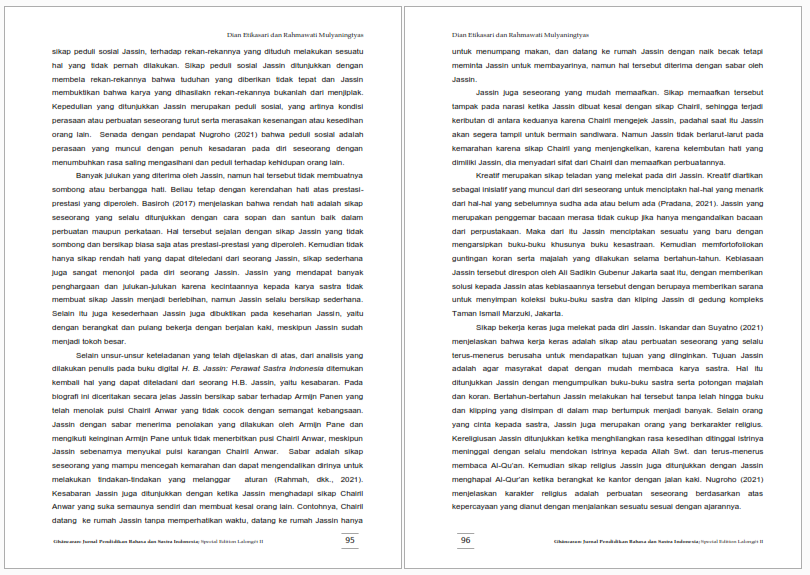 Dian Etikasari dan Rahmawati Mulyaningtyas
sikap peduli sosial Jassin, terhadap rekan-rekannya yang dituduh melakukan sesuatu
hal yang tidak pernah dilakukan. Sikap peduli sosial Jassin ditunjukkan dengan
membela rekan-rekannya bahwa tuduhan yang diberikan tidak tepat dan Jassin
membuktikan bahwa karya yang dihasilakn rekan-rekannya bukanlah dari menjiplak.
Kepedulian yang ditunjukkan Jassin merupakan peduli sosial, yang artinya kondisi
perasaan atau perbuatan seseorang turut serta merasakan kesenangan atau kesedihan
orang lain. Senada dengan pendapat Nugroho (2021) bahwa peduli sosial adalah
perasaan yang muncul dengan penuh kesadaran pada diri seseorang dengan
menumbuhkan rasa saling mengasihani dan peduli terhadap kehidupan orang lain.
Banyak julukan yang diterima oleh Jassin, namun hal tersebut tidak membuatnya
sombong atau berbangga hati. Beliau tetap dengan kerendahan hati atas prestasi-
prestasi yang diperoleh. Basiroh (2017) menjelaskan bahwa rendah hati adalah sikap
seseorang yang selalu ditunjukkan dengan cara sopan dan santun baik dalam
perbuatan maupun perkataan. Hal tersebut sejalan dengan sikap Jassin yang tidak
sombong dan bersikap biasa saja atas prestasi-prestasi yang diperoleh. Kemudian tidak
hanya sikap rendah hati yang dapat diteledani dari seorang Jassin, sikap sederhana
juga sangat menonjol pada diri seorang Jassin. Jassin yang mendapat banyak
penghargaan dan julukan-julukan karena kecintaannya kepada karya sastra tidak
membuat sikap Jassin menjadi berlebihan, namun Jassin selalu bersikap sederhana.
Selain itu juga kesederhaan Jassin juga dibuktikan pada keseharian Jassin, yaitu
dengan berangkat dan pulang bekerja dengan berjalan kaki, meskipun Jassin sudah
menjadi tokoh besar.
Selain unsur-unsur keteladanan yang telah dijelaskan di atas, dari analisis yang
dilakukan penulis pada buku digital H. B. Jassin: Perawat Sastra Indonesia ditemukan
kembali hal yang dapat diteladani dari seorang H.B. Jassin, yaitu kesabaran. Pada
biografi ini diceritakan secara jelas Jassin bersikap sabar terhadap Armijn Panen yang
telah menolak puisi Chairil Anwar yang tidak cocok dengan semangat kebangsaan.
Jassin dengan sabar menerima penolakan yang dilakukan oleh Armijn Pane dan
mengikuti keinginan Armijn Pane untuk tidak menerbitkan pusi Chairil Anwar, meskipun
Jassin sebenarnya menyukai puisi karangan Chairil Anwar. Sabar adalah sikap
seseorang yang mampu mencegah kemarahan dan dapat mengendalikan dirinya untuk
melakukan tindakan-tindakan yang melanggar aturan (Rahmah, dkk., 2021).
Kesabaran Jassin juga ditunjukkan dengan ketika Jassin menghadapi sikap Chairil
Anwar yang suka semaunya sendiri dan membuat kesal orang lain. Contohnya, Chairil
datang ke rumah Jassin tanpa memperhatikan waktu, datang ke rumah Jassin hanya
Ghâncaran: Jurnal Pendidikan Bahasa dan Sastra Indonesia; Special Edition Lalongèt II
95
Dian Etikasari dan Rahmawati Mulyaningtyas
untuk menumpang makan, dan datang ke rumah Jassin dengan naik becak tetapi
meminta Jassin untuk membayarinya, namun hal tersebut diterima dengan sabar oleh
Jassin.
Jassin juga seseorang yang mudah memaafkan. Sikap memaafkan tersebut
tampak pada narasi ketika Jassin dibuat kesal dengan sikap Chairil, sehingga terjadi
keributan di antara keduanya karena Chairil mengejek Jassin, padahal saat itu Jassin
akan segera tampil untuk bermain sandiwara. Namun Jassin tidak berlarut-larut pada
kemarahan karena sikap Chairil yang menjengkelkan, karena kelembutan hati yang
dimiliki Jassin, dia menyadari sifat dari Chairil dan memaafkan perbuatannya.
Kreatif merupakan sikap teladan yang melekat pada diri Jassin. Kreatif diartikan
sebagai inisiatif yang muncul dari diri seseorang untuk menciptakn hal-hal yang menarik
dari hal-hal yang sebelumnya sudha ada atau belum ada (Pradana, 2021). Jassin yang
merupakan penggemar bacaan merasa tidak cukup jika hanya mengandalkan bacaan
dari perpustakaan. Maka dari itu Jassin menciptakan sesuatu yang baru dengan
mengarsipkan buku-buku khusunya buku kesastraan. Kemudian memfortofoliokan
guntingan koran serta majalah yang dilakukan selama bertahun-tahun. Kebiasaan
Jassin tersebut direspon oleh Ali Sadikin Gubenur Jakarta saat itu, dengan memberikan
solusi kepada Jassin atas kebiasaannya tersebut dengan berupaya memberikan sarana
untuk menyimpan koleksi buku-buku sastra dan kliping Jassin di gedung kompleks
Taman Ismail Marzuki, Jakarta.
Sikap bekerja keras juga melekat pada diri Jassin. Iskandar dan Suyatno (2021)
menjelaskan bahwa kerja keras adalah sikap atau perbuatan seseorang yang selalu
terus-menerus berusaha untuk mendapatkan tujuan yang diinginkan. Tujuan Jassin
adalah agar masyrakat dapat dengan mudah membaca karya sastra. Hal itu
ditunjukkan Jassin dengan mengumpulkan buku-buku sastra serta potongan majalah
dan koran. Bertahun-bertahun Jassin melakukan hal tersebut tanpa lelah hingga buku
dan klipping yang disimpan di dalam map bertumpuk menjadi banyak. Selain orang
yang cinta kepada sastra, Jassin juga merupakan orang yang berkarakter religius.
Kereligiusan Jassin ditunjukkan ketika menghilangkan rasa kesedihan ditinggal istrinya
meninggal dengan selalu mendokan istrinya kepada Allah Swt. dan terus-menerus
membaca Al-Qu'an. Kemudian sikap religius Jassin juga ditunjukkan dengan Jassin
menghapal Al-Qur'an ketika berangkat ke kantor dengan jalan kaki. Nugroho (2021)
menjelaskan karakter religius adalah perbuatan seseorang berdasarkan atas
kepercayaan yang dianut dengan menjalankan sesuatu sesuai dengan ajarannya.
96
Ghâncaran: Jurnal Pendidikan Bahasa dan Sastra Indonesia; Special Edition Lalongèt II